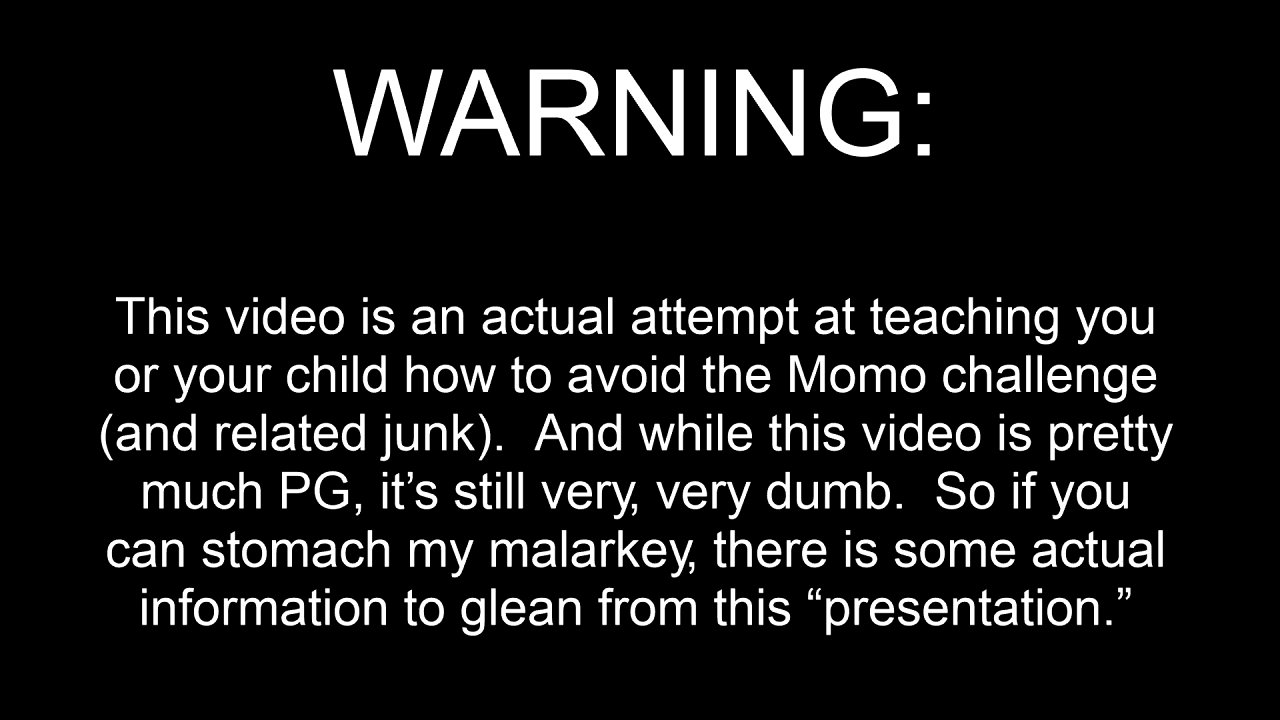 WARNING:
This video is an actual attempt at teaching you
or your child how to avoid the Momo challenge
(and related junk).  And while this video is pretty
much PG, it’s still very, very dumb.  So if you
can stomach my malarkey, there is some actual
information to glean from this “presentation.”